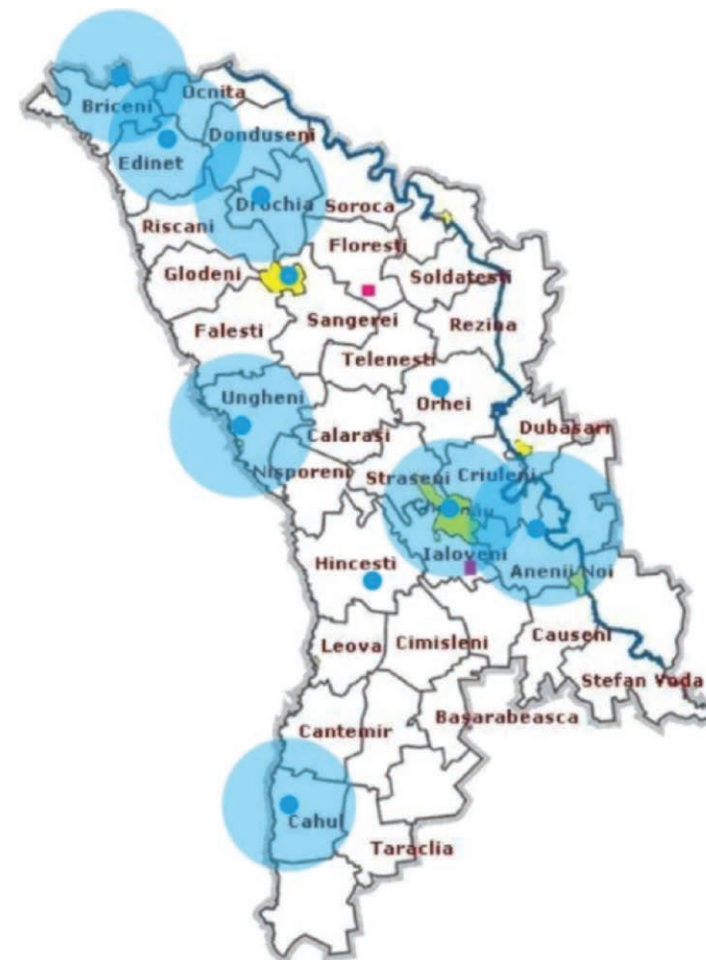 Briceni
Ocnita
Edinet
Donduseni
Drochia
Soroca
Riscani
Floresti
Glodeni
Soldatesti
Falesti
Sangerei
Rezina
Telenesti
Ungheni
Orhei
Calarasi
Dubasari
Nisporeni
Straseni
Criuleni
Ialoveni
Anenii Noi
Hincesti
Leova
Cimisleni
Causeni
Stefan Voda
Cantemir
Başarabeasca
Cahul
Taraclia